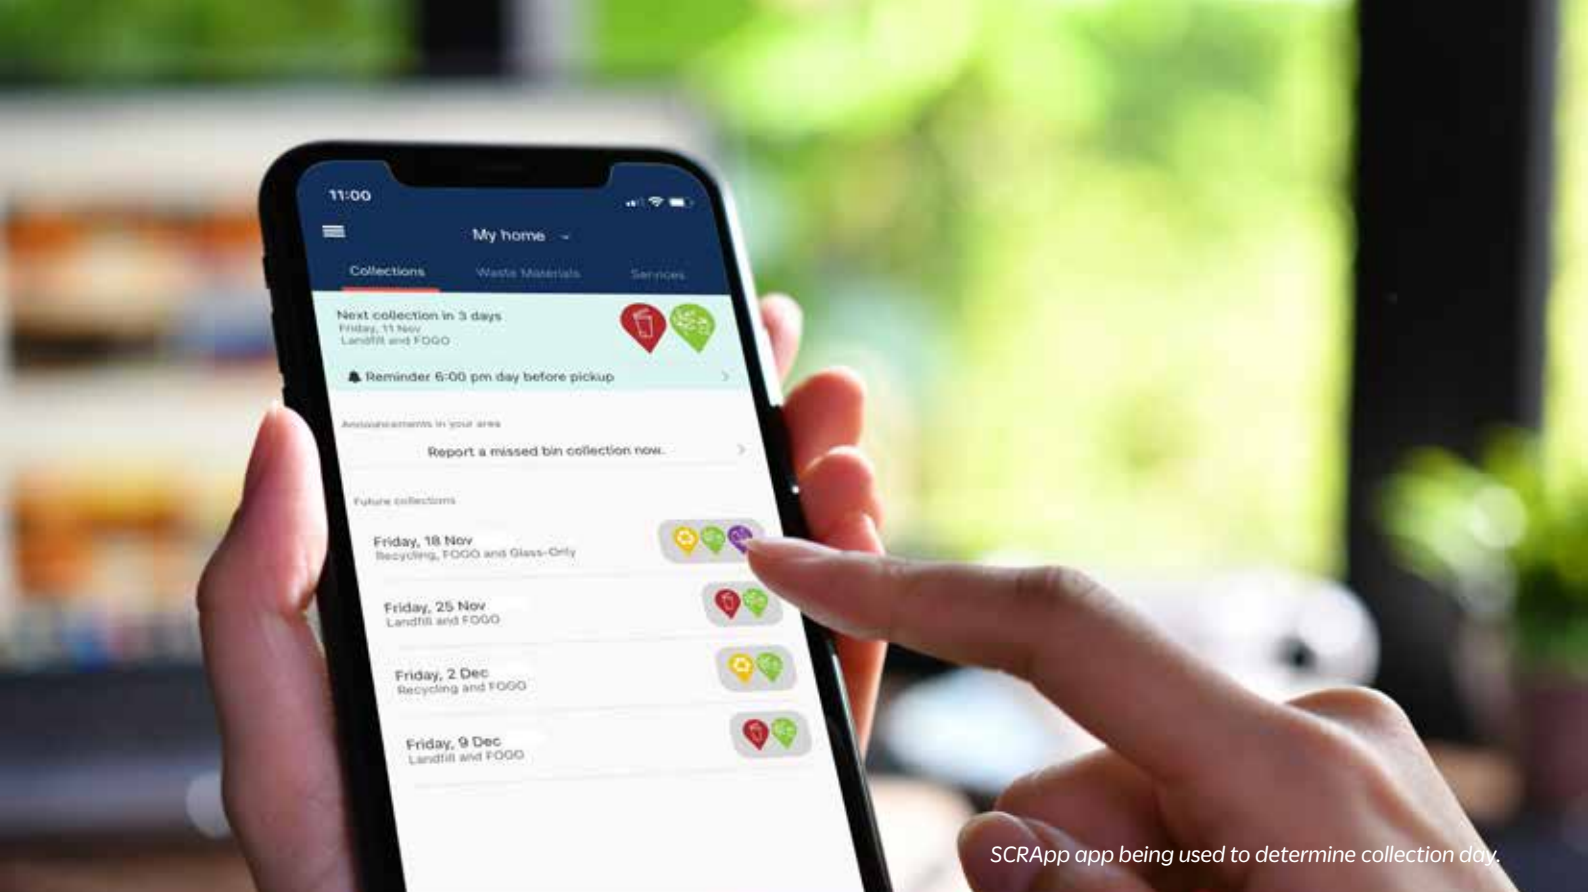 11:00
My home
Collections Waste Materials Services
Next collection in 3 days
Friday, 11 Nov
Landfill and FOGO
Reminder 6:00 pm day before pickup
Announcements in your area
Report a missed bin collection now.
Future collections
Friday, 18 Nov
Recycling, FOGO and Glass-Only
Friday, 25 Nov
Landfill and FOGO
Friday, 2 Dec
Recycling and FOGO
Friday, 9 Dec
Landfill and FOGO
SCRApp app being used to determine collection day.